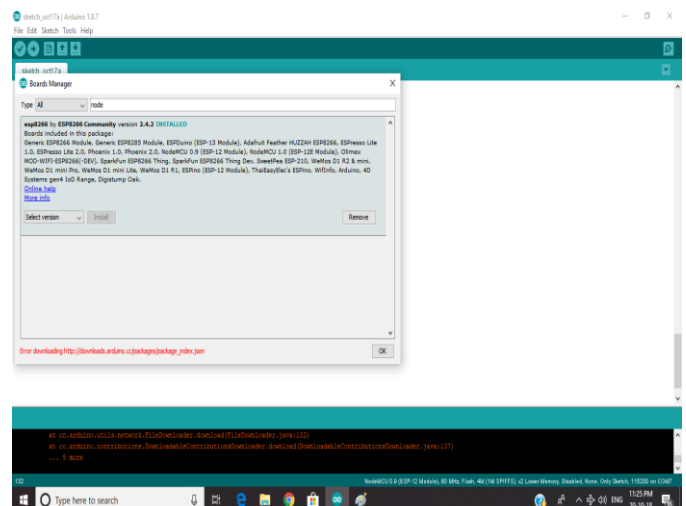 sketch_oct17a | Arduino 1.8.7
File Edit Sketch Tools Help
sketch_oct17a
Boards Manager
Type All node
esp8266 by ESP8266 Community version 2.4.2 INSTALLED
Boards included in this package:
Generic ESP8266 Module, Generic ESP8285 Module, ESPDuino (ESP-13 Module), Adafruit Feather HUZZAH ESP8266, ESPresso Lite
1.0, ESPresso Lite 2.0, Phoenix 1.0, Phoenix 2.0, NodeMCU 0.9 (ESP-12 Module), NodeMCU 1.0 (ESP-12E Module), Olimex
MOD-WIFI-ESP8266(-DEV), SparkFun ESP8266 Thing, SparkFun ESP8266 Thing Dev, SweetPea ESP-210, WeMos D1 R2 & mini,
WeMos D1 mini Pro, WeMos D1 mini Lite, WeMos D1 R1, ESPino (ESP-12 Module), ThaiEasyElec's ESPino, WifInfo, Arduino, 4D
Systems gen4 IoD Range, Digistump Oak.
Online help
More info
Select version Install Remove
Error downloading http://downloads.arduino.cc/packages/package_index.json
OK
at cc.arduino.utils.network.FileDownloader.download(FileDownloader.java:132)
at cc.arduino.contributions.DownloadableContributionsDownloader.download(DownloadableContributionsDownloader.java:137)
... 5 more
132 NodeMCU 0.9 (ESP-12 Module), 80 MHz, Flash, 4M (1M SPIFFS), v2 Lower Memory, Disabled, None, Only Sketch, 115200 on COM7
Type here to search
ENG
11:25 PM